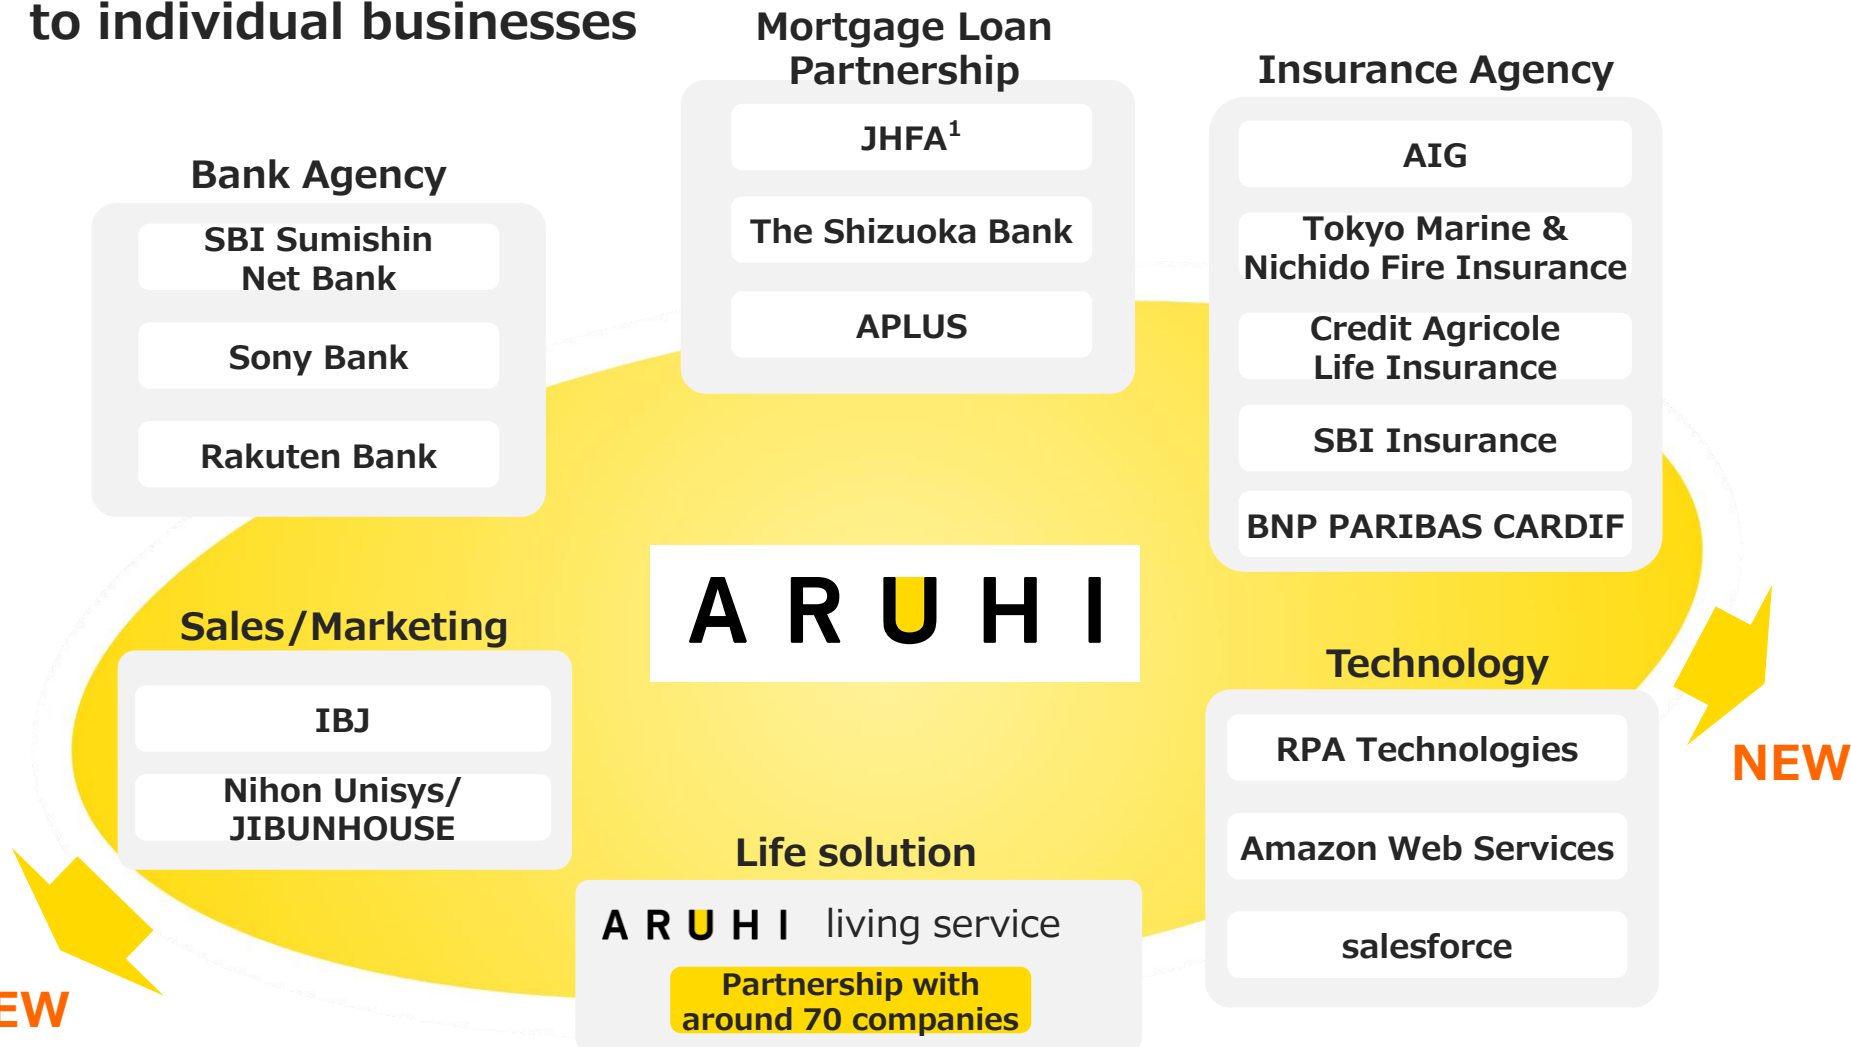 to individual businesses
Mortgage Loan
Partnership
JHFA¹
The Shizuoka Bank
APLUS
Insurance Agency
AIG
Tokyo Marine &
Nichido Fire Insurance
Credit Agricole
Life Insurance
SBI Insurance
BNP PARIBAS CARDIF
Bank Agency
SBI Sumishin
Net Bank
Sony Bank
Rakuten Bank
ARUHI
Sales/Marketing
IBJ
Nihon Unisys/
JIBUNHOUSE
Technology
RPA Technologies
Amazon Web Services
salesforce
NEW
Life solution
ARUHI living service
Partnership with
around 70 companies
EW